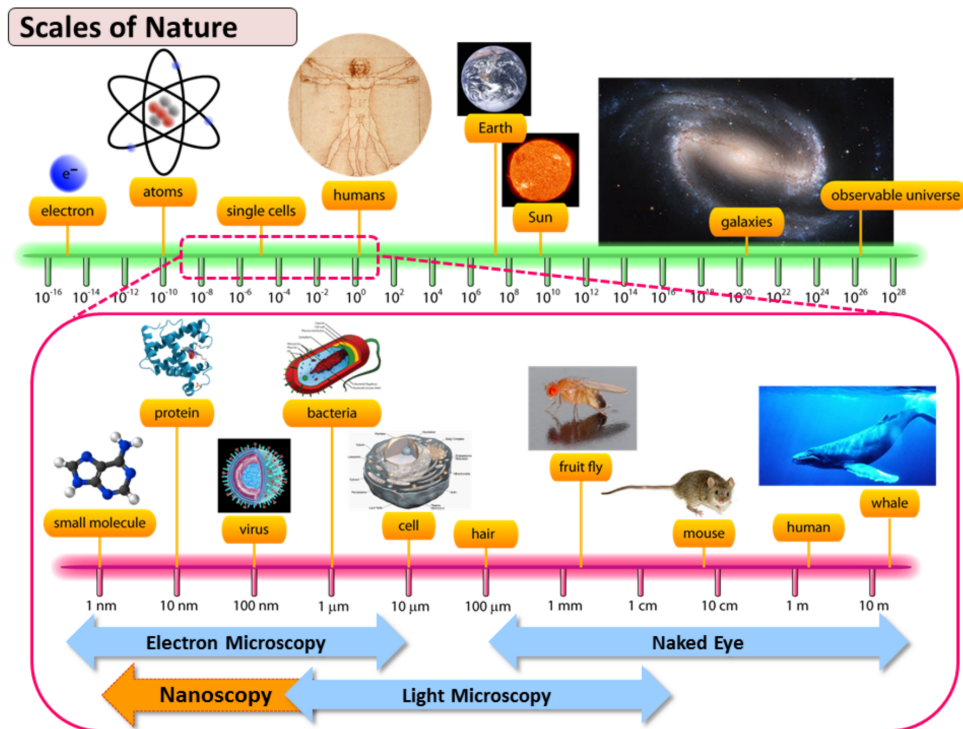 Scales of Nature
e⁻
electron
atoms
single cells
humans
Earth
Sun
galaxies
observable universe
10⁻¹⁶ 10⁻¹⁴ 10⁻¹² 10⁻¹⁰ 10⁻⁸ 10⁻⁶ 10⁻⁴ 10⁻² 10⁰ 10² 10⁴ 10⁶ 10⁸ 10¹⁰ 10¹² 10¹⁴ 10¹⁶ 10¹⁸ 10²⁰ 10²² 10²⁴ 10²⁶ 10²⁸
protein
bacteria
small molecule
virus
cell
hair
fruit fly
mouse
human
whale
1 nm 10 nm 100 nm 1 μm 10 μm 100 μm 1 mm 1 cm 10 cm 1 m 10 m
Electron Microscopy
Naked Eye
Nanoscopy
Light Microscopy